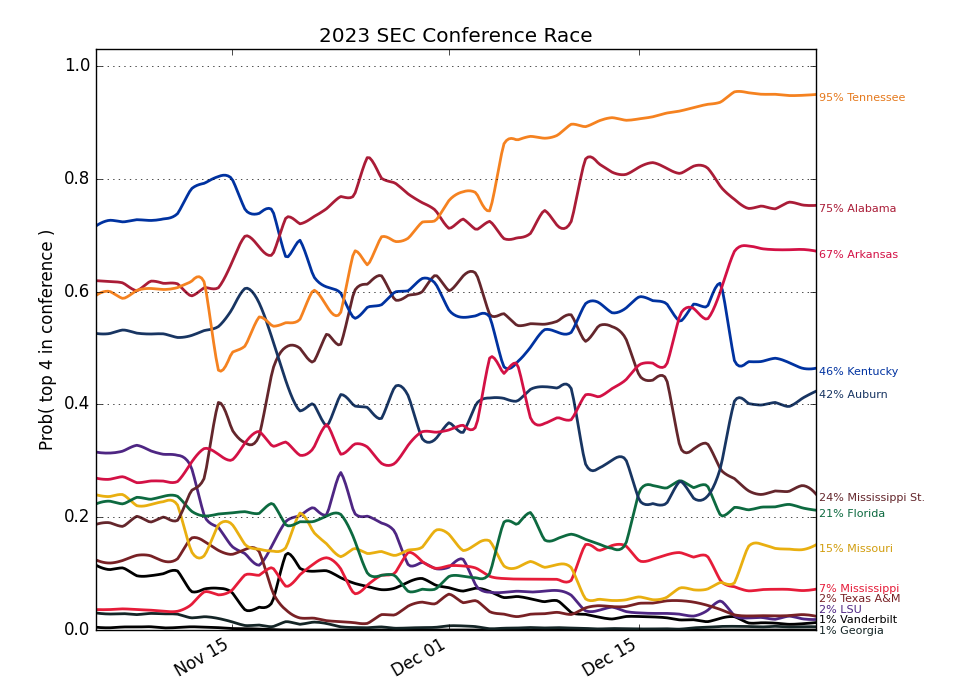 2023 SEC Conference Race
Prob( top 4 in conference )
1.0
0.8
0.6
0.4
0.2
0.0
Nov 15
Dec 01
Dec 15
95% Tennessee
75% Alabama
67% Arkansas
46% Kentucky
42% Auburn
24% Mississippi St.
21% Florida
15% Missouri
7% Mississippi
2% Texas A&M
2% LSU
1% Vanderbilt
1% Georgia